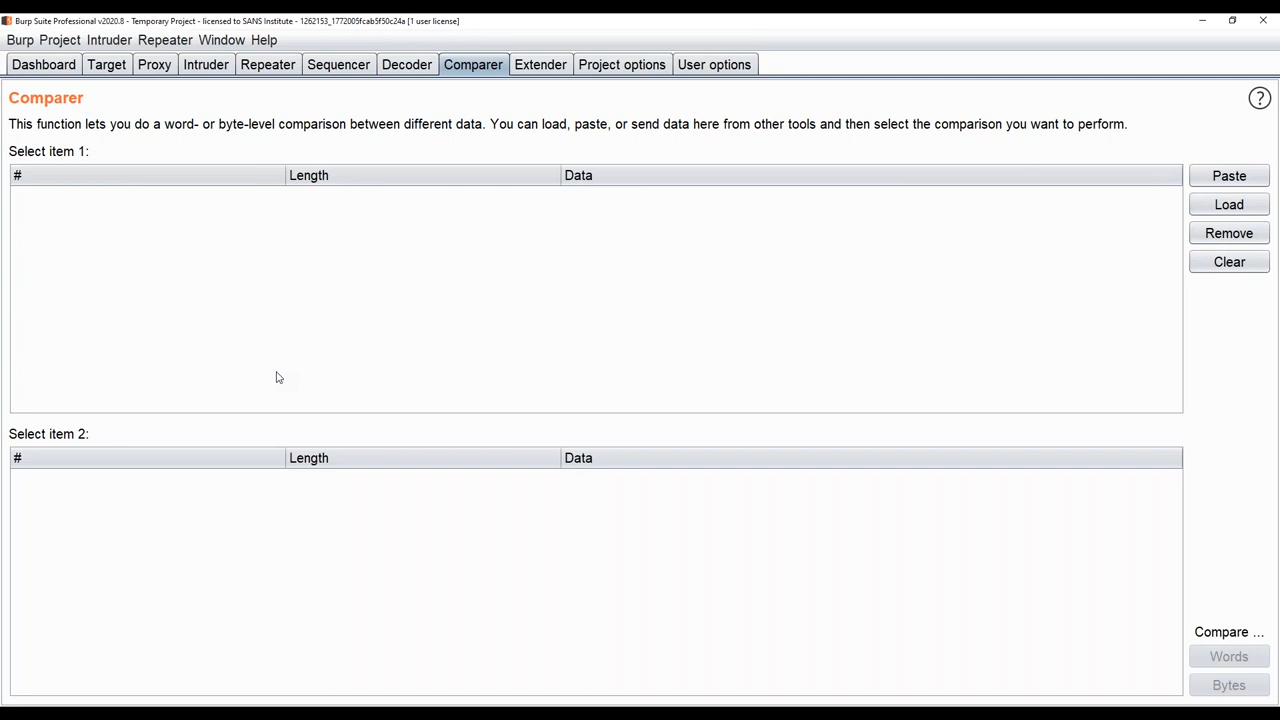 Burp Suite Professional v2020.8 - Temporary Project - licensed to SANS Institute - 1262153_1772005fcab5f50c24a [1 user license]
Burp Project Intruder Repeater Window Help
Dashboard Target Proxy Intruder Repeater Sequencer Decoder Comparer Extender Project options User options
Comparer
?
This function lets you do a word- or byte-level comparison between different data. You can load, paste, or send data here from other tools and then select the comparison you want to perform.
Select item 1:
# Length Data
Paste
Load
Remove
Clear
Select item 2:
# Length Data
Compare ...
Words
Bytes